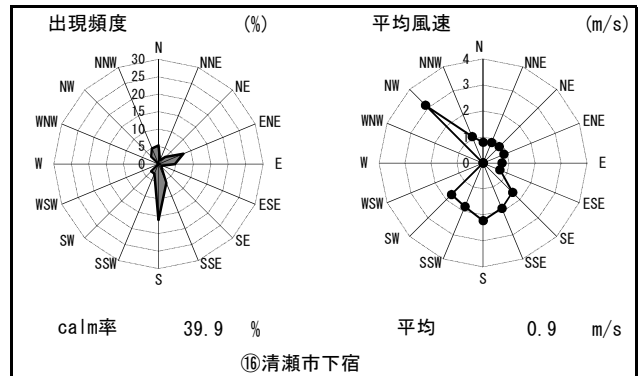 出現頻度 (%)
N
NNE
NE
ENE
E
ESE
SE
SSE
S
SSW
SW
WSW
W
WNW
NW
NNW
30
25
20
15
10
5
0
calm率 39.9 %
平均風速 (m/s)
N
NNE
NE
ENE
E
ESE
SE
SSE
S
SSW
SW
WSW
W
WNW
NW
NNW
4
3
2
1
0
平均 0.9 m/s
⑯清瀬市下宿